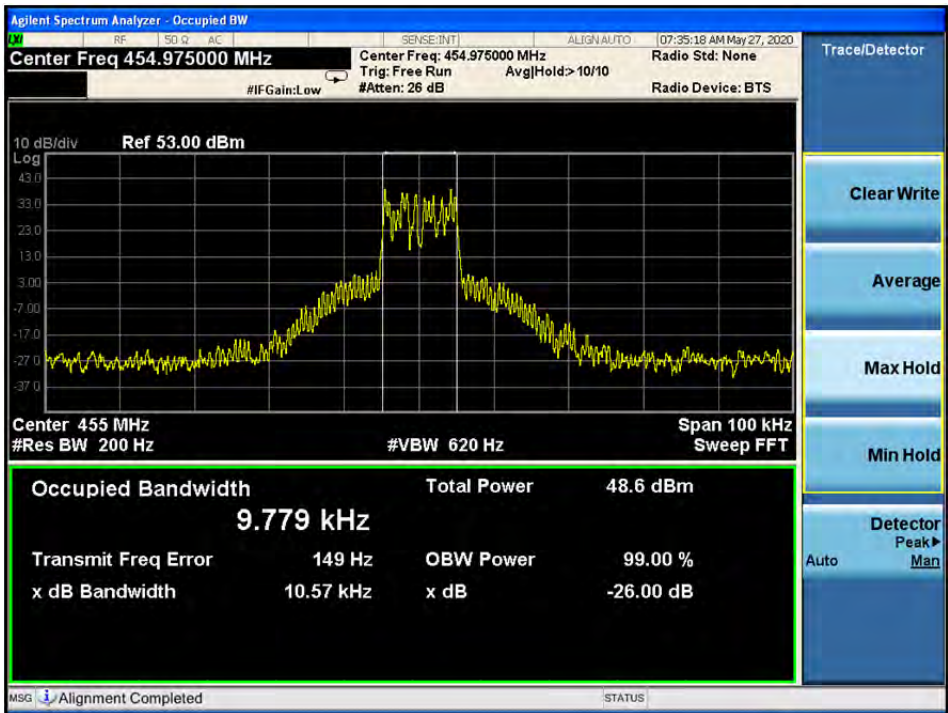 Agilent Spectrum Analyzer - Occupied BW
LXI RF 50 Ω AC SENSE:INT ALIGN AUTO 07:35:18 AM May 27, 2020
Center Freq 454.975000 MHz Center Freq: 454.975000 MHz Radio Std: None
Trig: Free Run Avg|Hold:> 10/10
#IFGain:Low #Atten: 26 dB Radio Device: BTS
10 dB/div Ref 53.00 dBm
Log
43.0
33.0
23.0
13.0
3.00
-7.00
-17.0
-27.0
-37.0
Center 455 MHz Span 100 kHz
#Res BW 200 Hz #VBW 620 Hz Sweep FFT
Occupied Bandwidth Total Power 48.6 dBm
9.779 kHz
Transmit Freq Error 149 Hz OBW Power 99.00 %
x dB Bandwidth 10.57 kHz x dB -26.00 dB
MSG Alignment Completed STATUS
Trace/Detector
Clear Write
Average
Max Hold
Min Hold
Detector
Peak▶
Auto Man